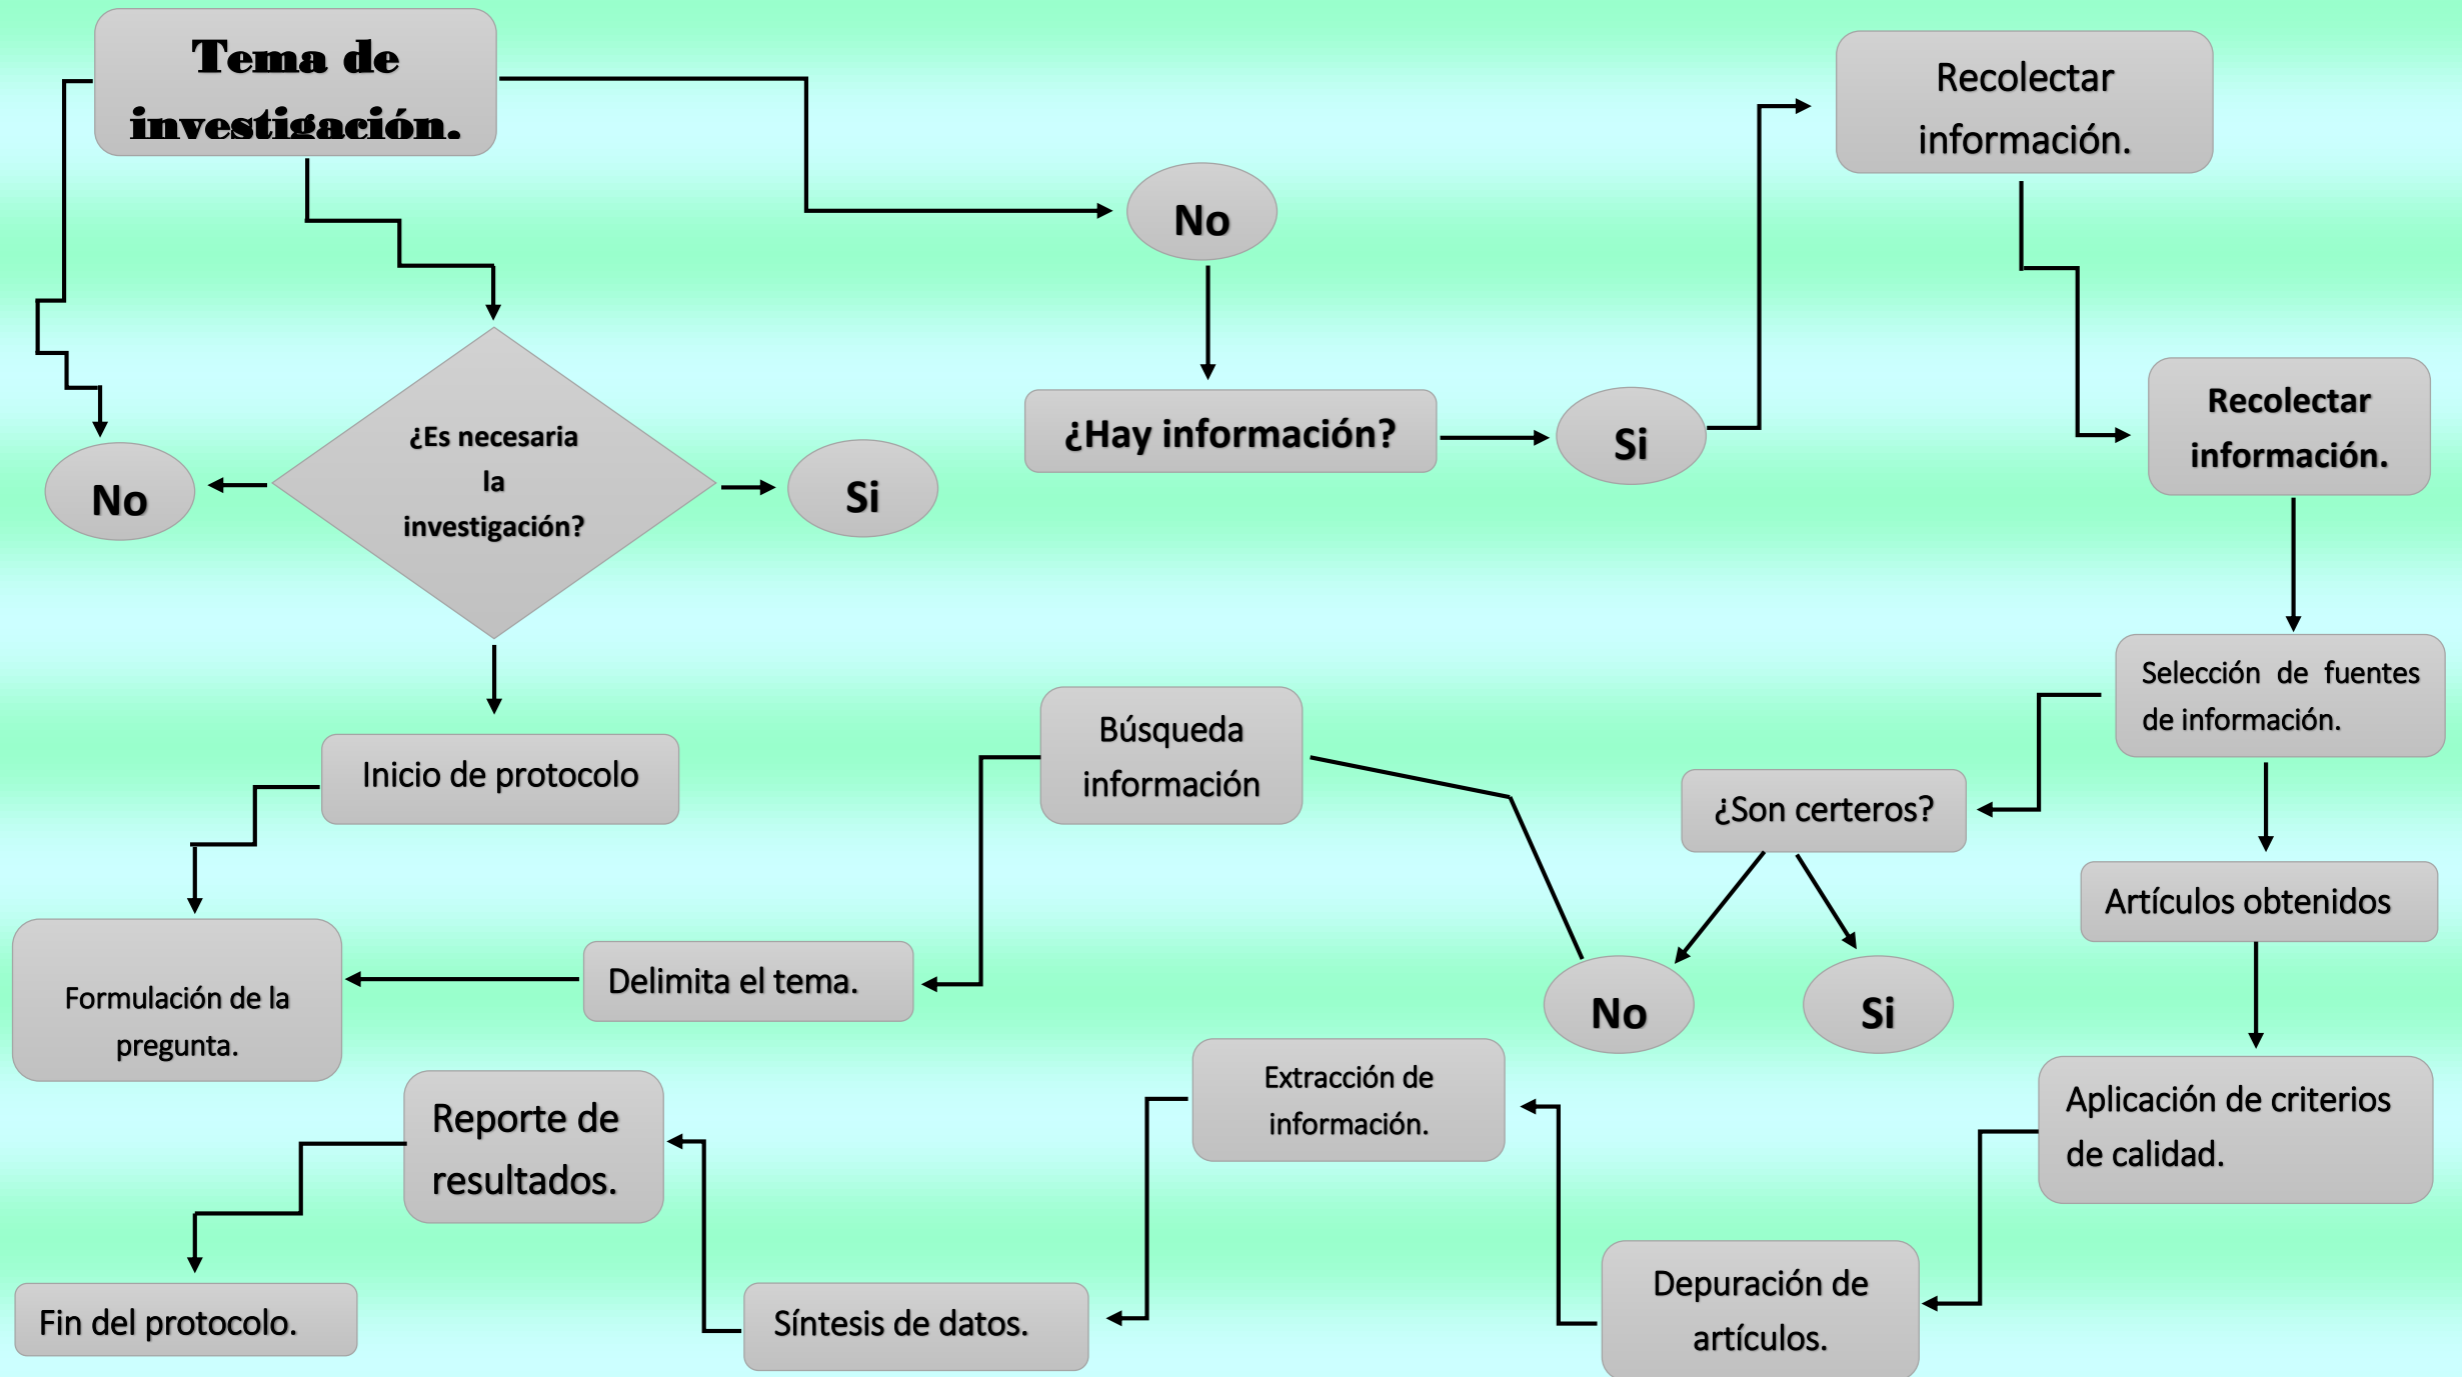 Tema de
investigación.
Recolectar
información.
No
¿Hay información?
Si
Recolectar
información.
¿Es necesaria
la
investigación?
No
Si
Selección de fuentes
de información.
Inicio de protocolo
Búsqueda
información
¿Son certeros?
Artículos obtenidos
Formulación de la
pregunta.
Delimita el tema.
No
Si
Extracción de
información.
Aplicación de criterios
de calidad.
Reporte de
resultados.
Depuración de
artículos.
Fin del protocolo.
Síntesis de datos.